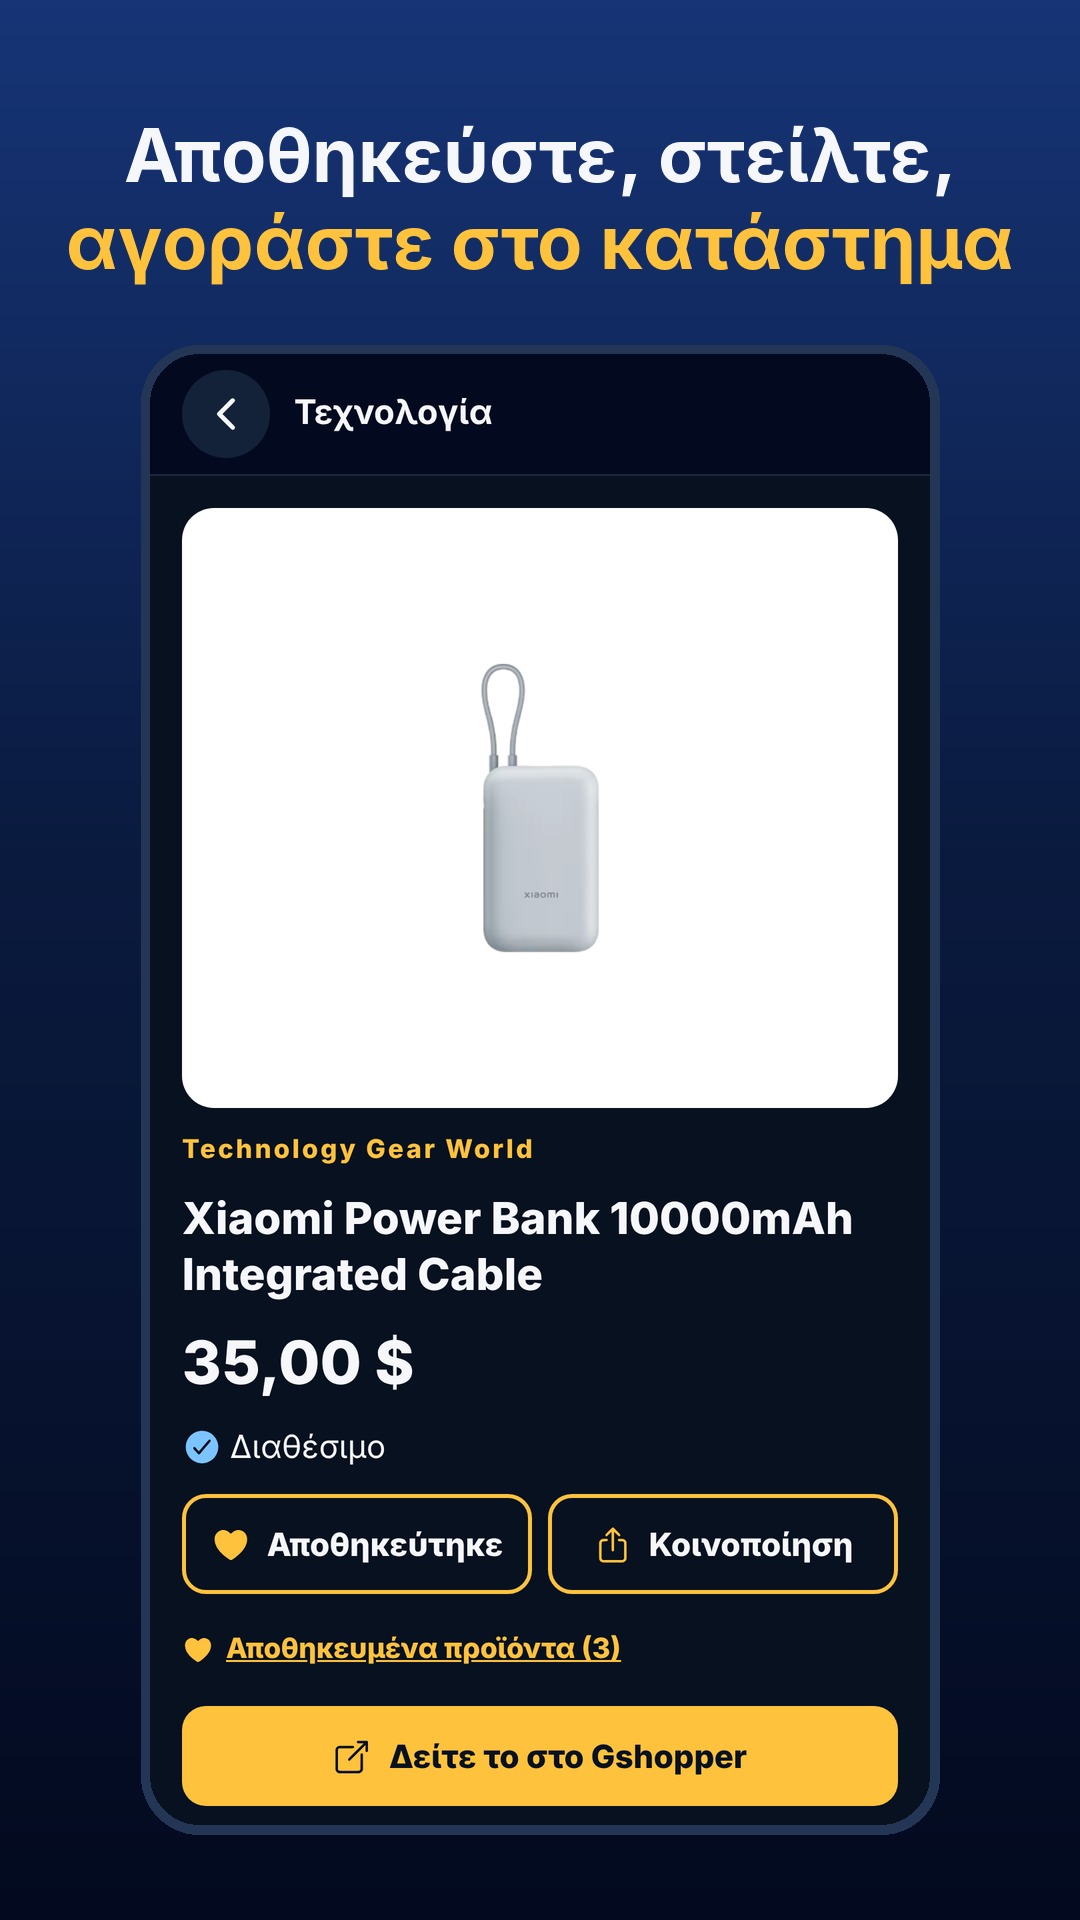 Αποθηκεύστε, στείλτε,
αγοράστε στο κατάστημα
Τεχνολογία
xiaomi
Technology Gear World
Xiaomi Power Bank 10000mAh
Integrated Cable
35,00 $
Διαθέσιμο
Αποθηκεύτηκε
Κοινοποίηση
Αποθηκευμένα προϊόντα (3)
Δείτε το στο Gshopper